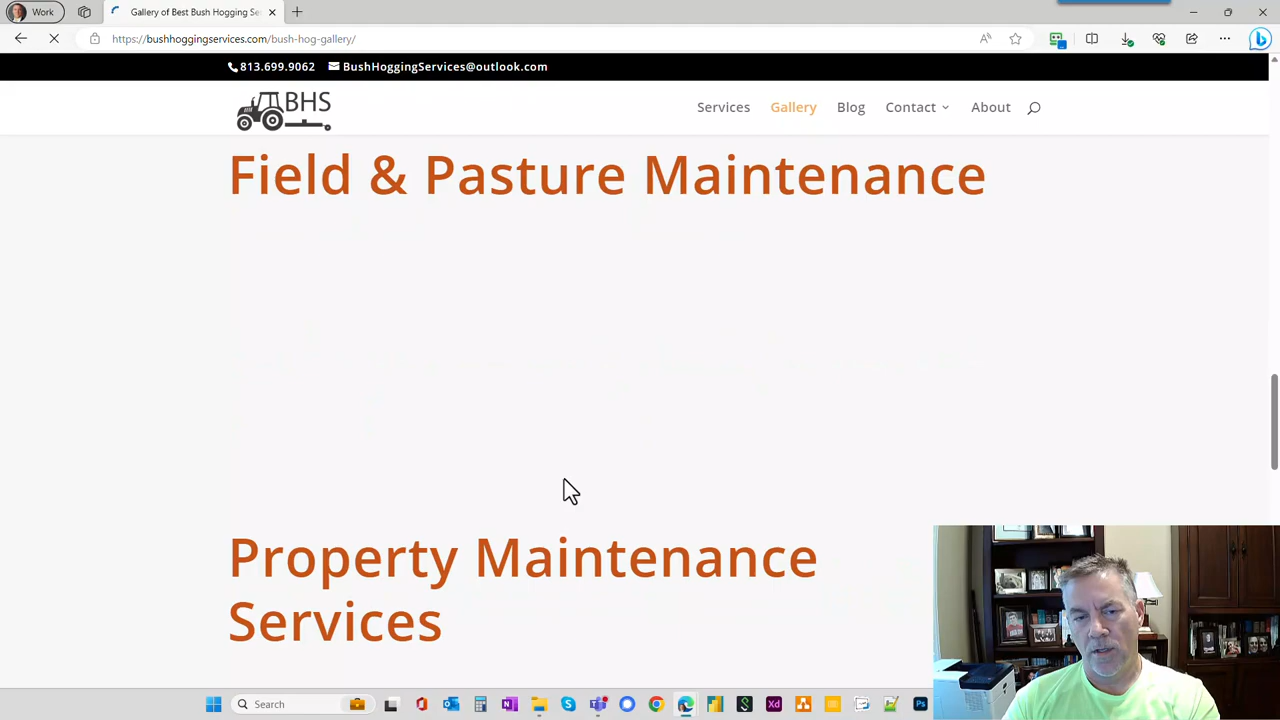 Work
Gallery of Best Bush Hogging Se
https://bushhoggingservices.com/bush-hog-gallery/
813.699.9062 BushHoggingServices@outlook.com
BHS
Services Gallery Blog Contact About
Field & Pasture Maintenance
Property Maintenance
Services
Search